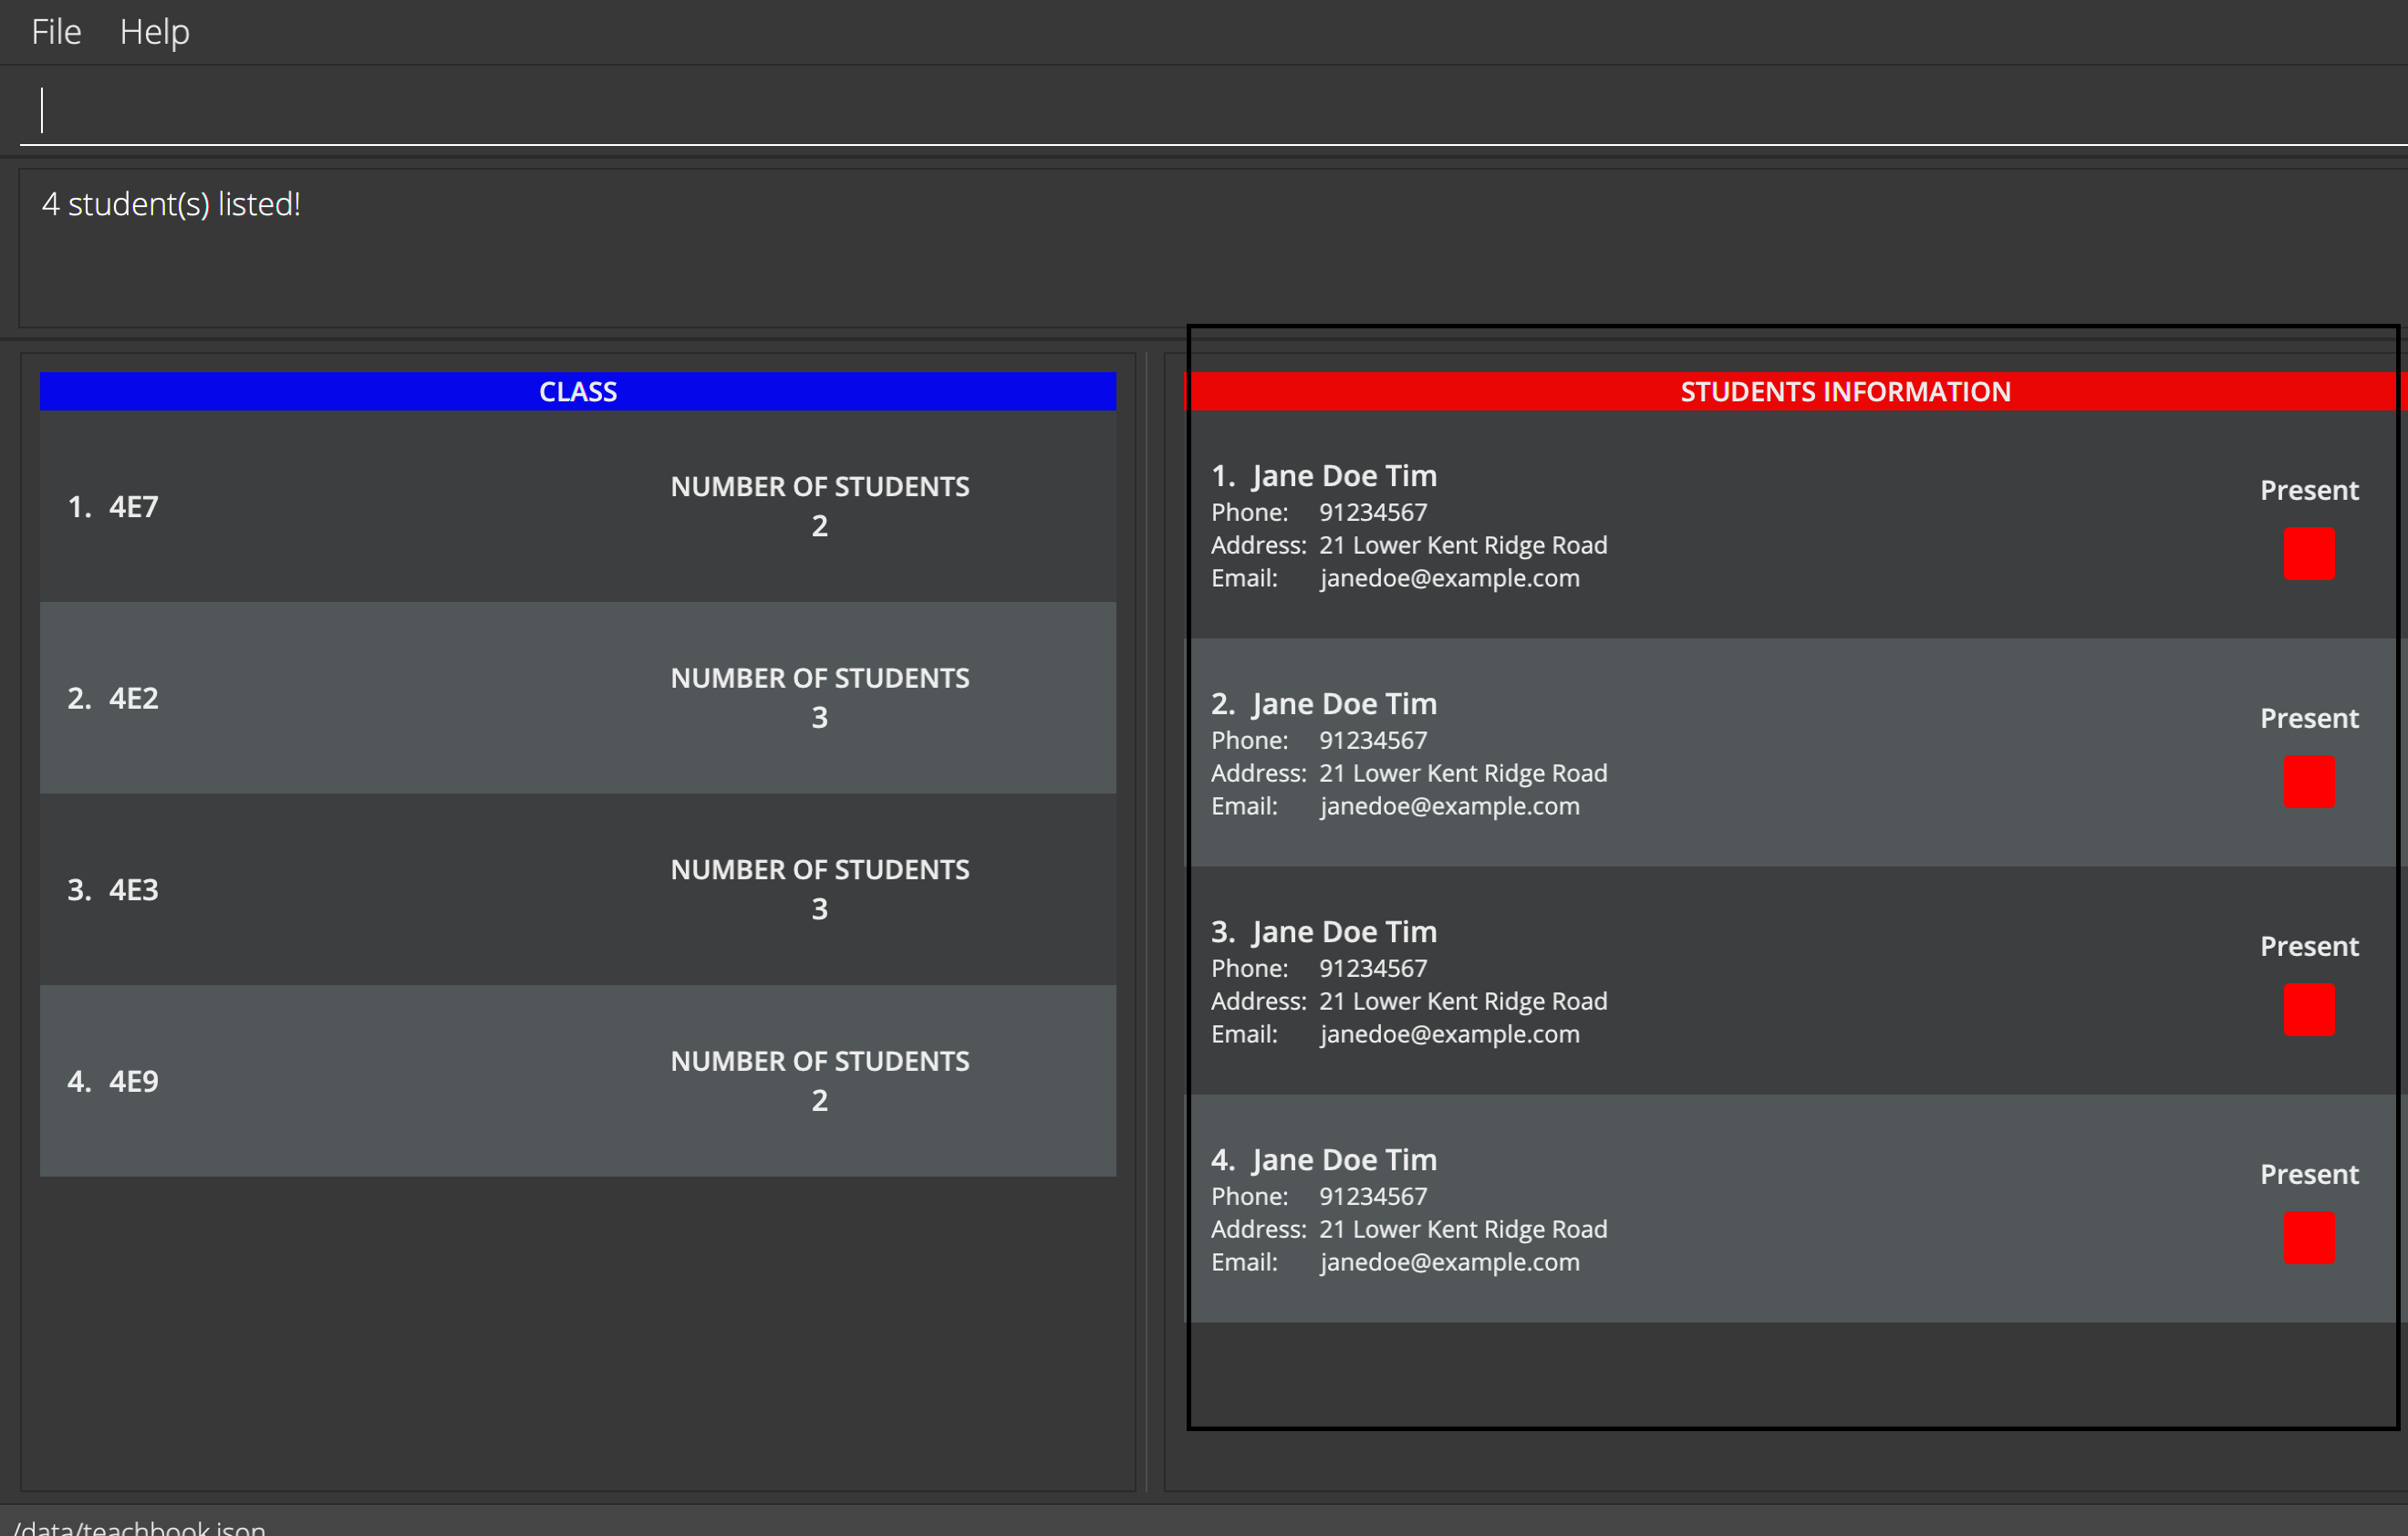 File Help
4 student(s) listed!
CLASS
1. 4E7
NUMBER OF STUDENTS
2
2. 4E2
NUMBER OF STUDENTS
3
3. 4E3
NUMBER OF STUDENTS
3
4. 4E9
NUMBER OF STUDENTS
2
STUDENTS INFORMATION
1. Jane Doe Tim
Phone: 91234567
Address: 21 Lower Kent Ridge Road
Email: janedoe@example.com
Present
2. Jane Doe Tim
Phone: 91234567
Address: 21 Lower Kent Ridge Road
Email: janedoe@example.com
Present
3. Jane Doe Tim
Phone: 91234567
Address: 21 Lower Kent Ridge Road
Email: janedoe@example.com
Present
4. Jane Doe Tim
Phone: 91234567
Address: 21 Lower Kent Ridge Road
Email: janedoe@example.com
Present
/data/teachbook.json